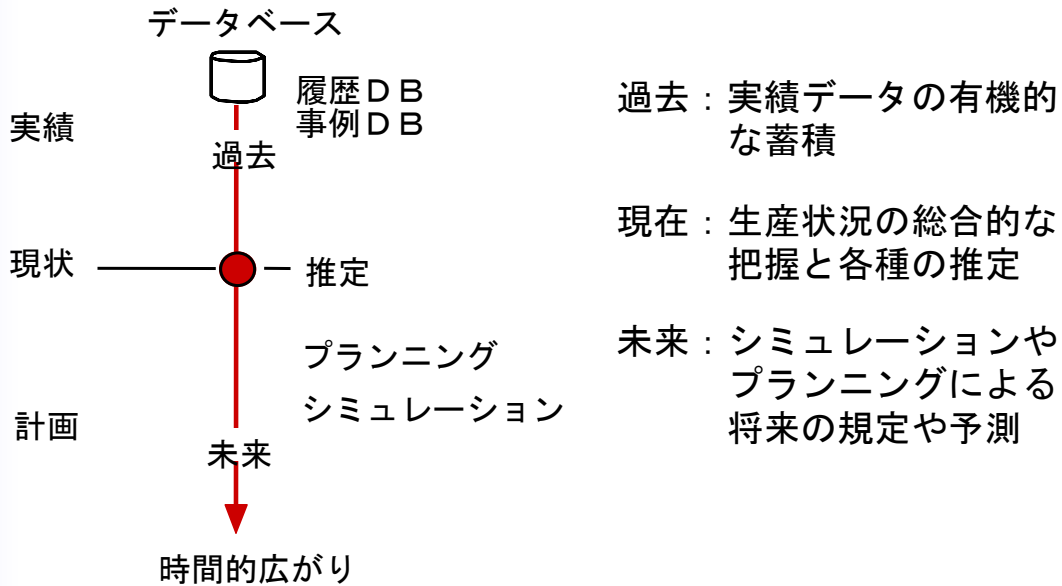 データベース
履歴ＤＢ
事例ＤＢ
実績
過去
現状
推定
プランニング
シミュレーション
計画
未来
時間的広がり
過去：実績データの有機的
な蓄積
現在：生産状況の総合的な
把握と各種の推定
未来：シミュレーションや
プランニングによる
将来の規定や予測